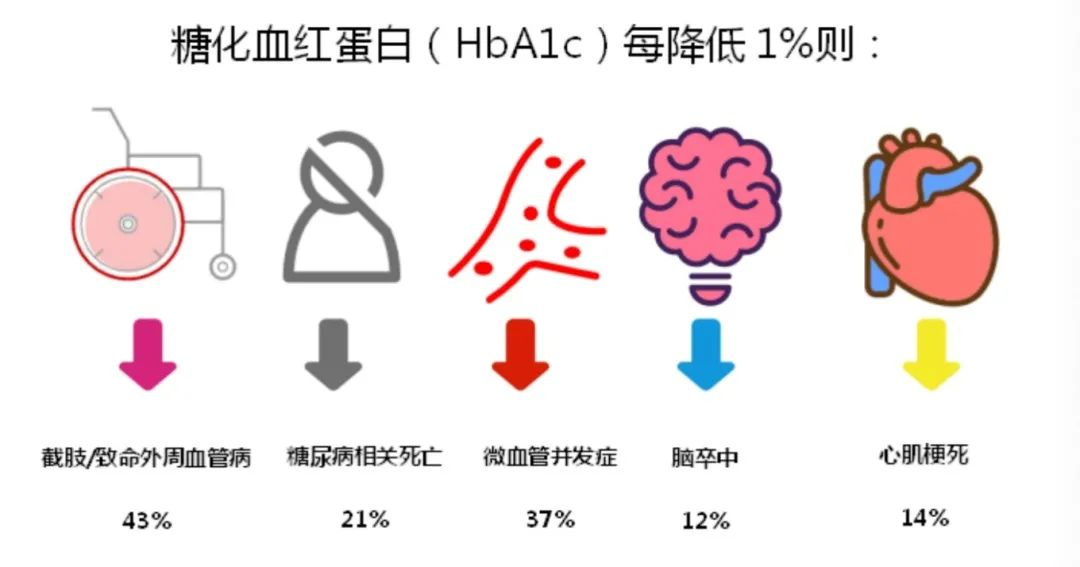 糖化血红蛋白（HbA1c）每降低 1%则：
截肢/致命外周血管病
糖尿病相关死亡
微血管并发症
脑卒中
心肌梗死
43%
21%
37%
12%
14%